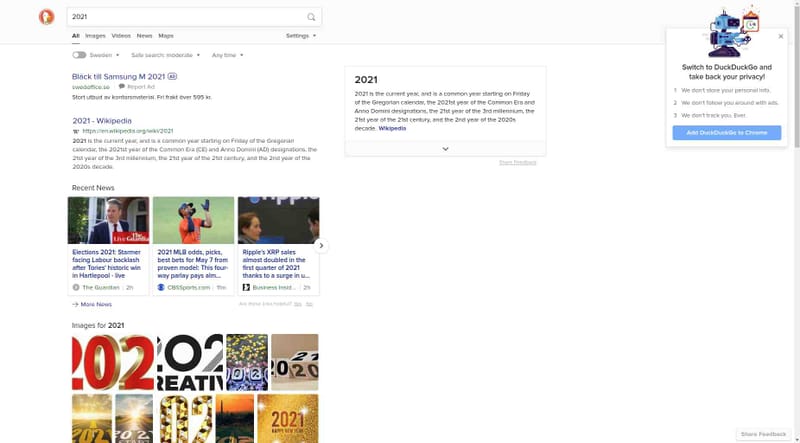 2021
All Images Videos News Maps Settings
Sweden Safe search: moderate Any time
Bläck till Samsung M 2021 AD
swedoffice.se Report Ad
Stort utbud av kontorsmaterial. Fri frakt över 595 kr.
2021 - Wikipedia
https://en.wikipedia.org/wiki/2021
2021 is the current year, and is a common year starting on Friday of the Gregorian
calendar, the 2021st year of the Common Era (CE) and Anno Domini (AD) designations, the
21st year of the 3rd millennium, the 21st year of the 21st century, and the 2nd year of the
2020s decade.
Recent News
The
Live Guardian
Elections 2021: Starmer
facing Labour backlash
after Tories' historic win
in Hartlepool - live
The Guardian 2h
2021 MLB odds, picks,
best bets for May 7 from
proven model: This four-
way parlay pays alm...
CBSSports.com 11m
Ripple's XRP sales
almost doubled in the
first quarter of 2021
thanks to a surge in u...
Business Insid... 2h
More News
Are these links helpful? Yes No
Images for 2021
202
202
CREATIV
2021
2021
HAPPY NEW YEAR
2021
2021 is the current year, and is a common year starting on Friday
of the Gregorian calendar, the 2021st year of the Common Era and
Anno Domini designations, the 21st year of the 3rd millennium, the
21st year of the 21st century, and the 2nd year of the 2020s
decade. Wikipedia
Share Feedback
Switch to DuckDuckGo and
take back your privacy!
1 We don't store your personal info.
2 We don't follow you around with ads.
3 We don't track you. Ever.
Add DuckDuckGo to Chrome
Share Feedback